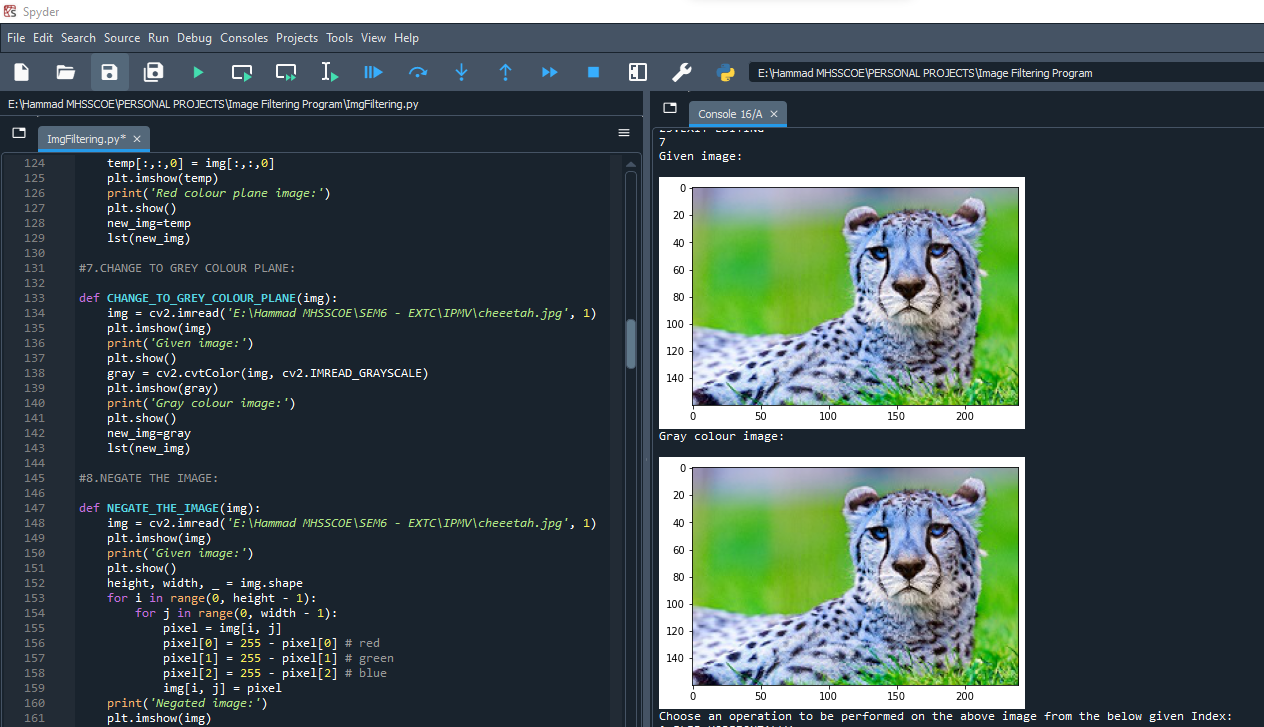 Spyder
File Edit Search Source Run Debug Consoles Projects Tools View Help
E:\Hammad MHSSCOE\PERSONAL PROJECTS\Image Filtering Program
E:\Hammad MHSSCOE\PERSONAL PROJECTS\Image Filtering Program\ImgFiltering.py
ImgFiltering.py*
124 temp[:,:,0] = img[:,:,0]
125 plt.imshow(temp)
126 print('Red colour plane image:')
127 plt.show()
128 new_img=temp
129 lst(new_img)
130
131 #7.CHANGE TO GREY COLOUR PLANE:
132
133 def CHANGE_TO_GREY_COLOUR_PLANE(img):
134 img = cv2.imread('E:\Hammad MHSSCOE\SEM6 - EXTC\IPMV\cheeetah.jpg', 1)
135 plt.imshow(img)
136 print('Given image:')
137 plt.show()
138 gray = cv2.cvtColor(img, cv2.IMREAD_GRAYSCALE)
139 plt.imshow(gray)
140 print('Gray colour image:')
141 plt.show()
142 new_img=gray
143 lst(new_img)
144
145 #8.NEGATE THE IMAGE:
146
147 def NEGATE_THE_IMAGE(img):
148 img = cv2.imread('E:\Hammad MHSSCOE\SEM6 - EXTC\IPMV\cheeetah.jpg', 1)
149 plt.imshow(img)
150 print('Given image:')
151 plt.show()
152 height, width, _ = img.shape
153 for i in range(0, height - 1):
154 for j in range(0, width - 1):
155 pixel = img[i, j]
156 pixel[0] = 255 - pixel[0] # red
157 pixel[1] = 255 - pixel[1] # green
158 pixel[2] = 255 - pixel[2] # blue
159 img[i, j] = pixel
160 print('Negated image:')
161 plt.imshow(img)
Console 16/A
7
Given image:
0
20
40
60
80
100
120
140
0 50 100 150 200
Gray colour image:
0
20
40
60
80
100
120
140
0 50 100 150 200
Choose an operation to be performed on the above image from the below given Index: